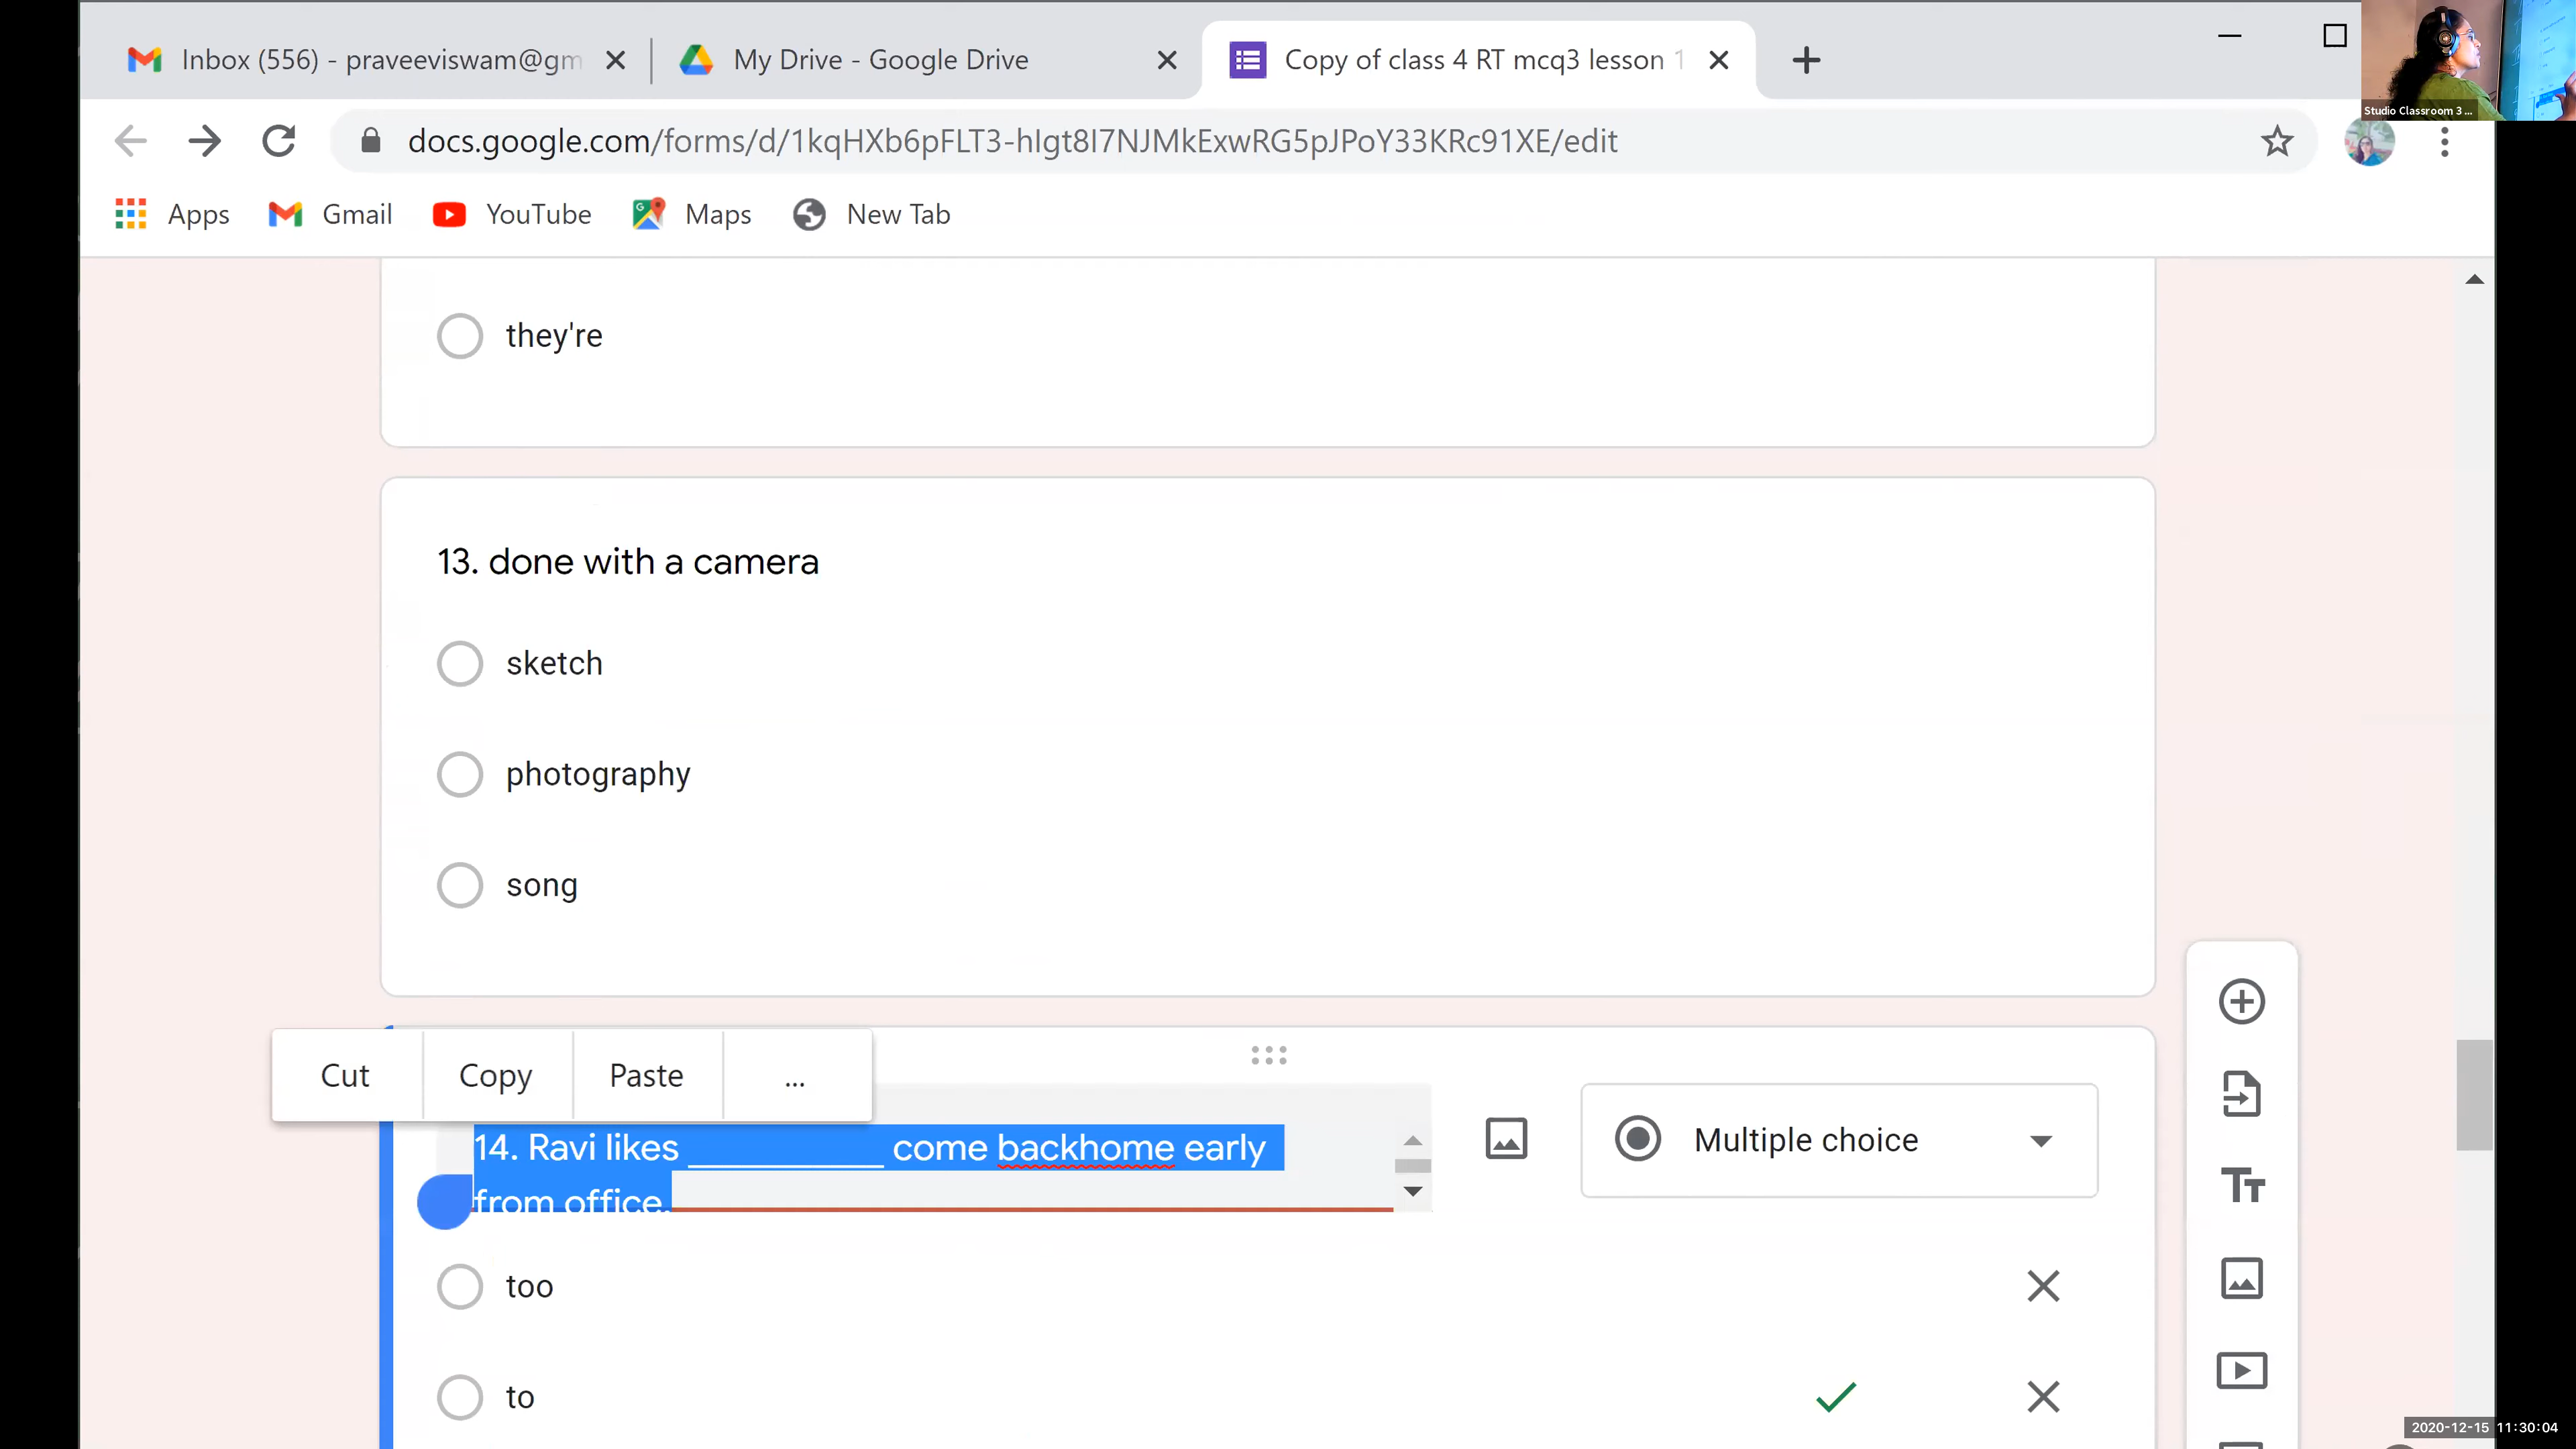 Inbox (556) - praveeviswam@gm
My Drive - Google Drive
Copy of class 4 RT mcq3 lesson 1
Studio Classroom 3 ...
docs.google.com/forms/d/1kqHXb6pFLT3-hIgt8I7NJMkExwRG5pJPoY33KRc91XE/edit
Apps
Gmail
YouTube
Maps
New Tab
they're
13. done with a camera
sketch
photography
song
Cut
Copy
Paste
...
14. Ravi likes __________ come backhome early
from office.
Multiple choice
too
to
2020-12-15 11:30:04